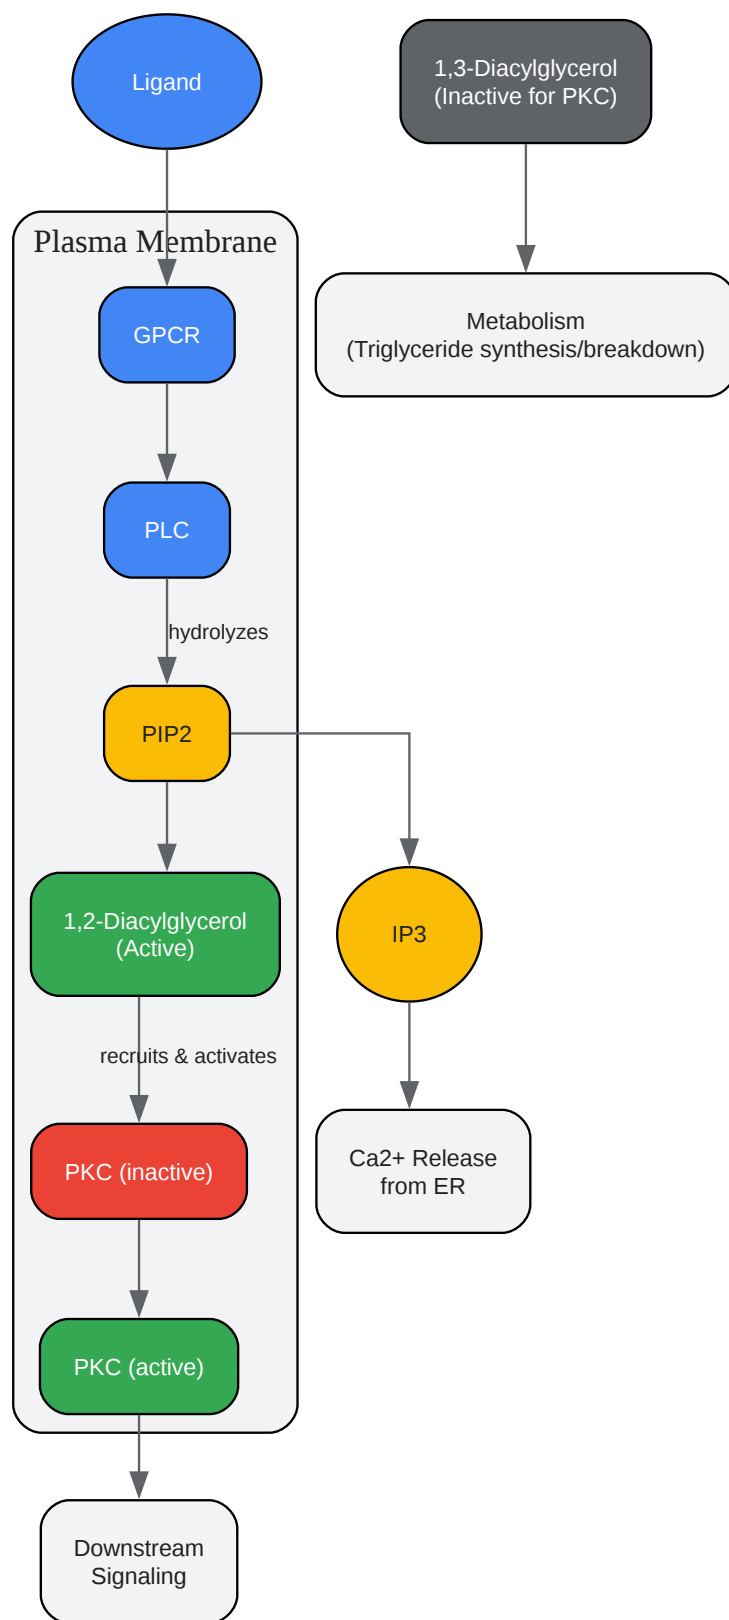 Ligand
1,3-Diacylglycerol
(Inactive for PKC)
Plasma Membrane
GPCR
Metabolism
(Triglyceride synthesis/breakdown)
PLC
hydrolyzes
PIP2
1,2-Diacylglycerol
(Active)
IP3
recruits & activates
PKC (inactive)
Ca2+ Release
from ER
PKC (active)
Downstream
Signaling